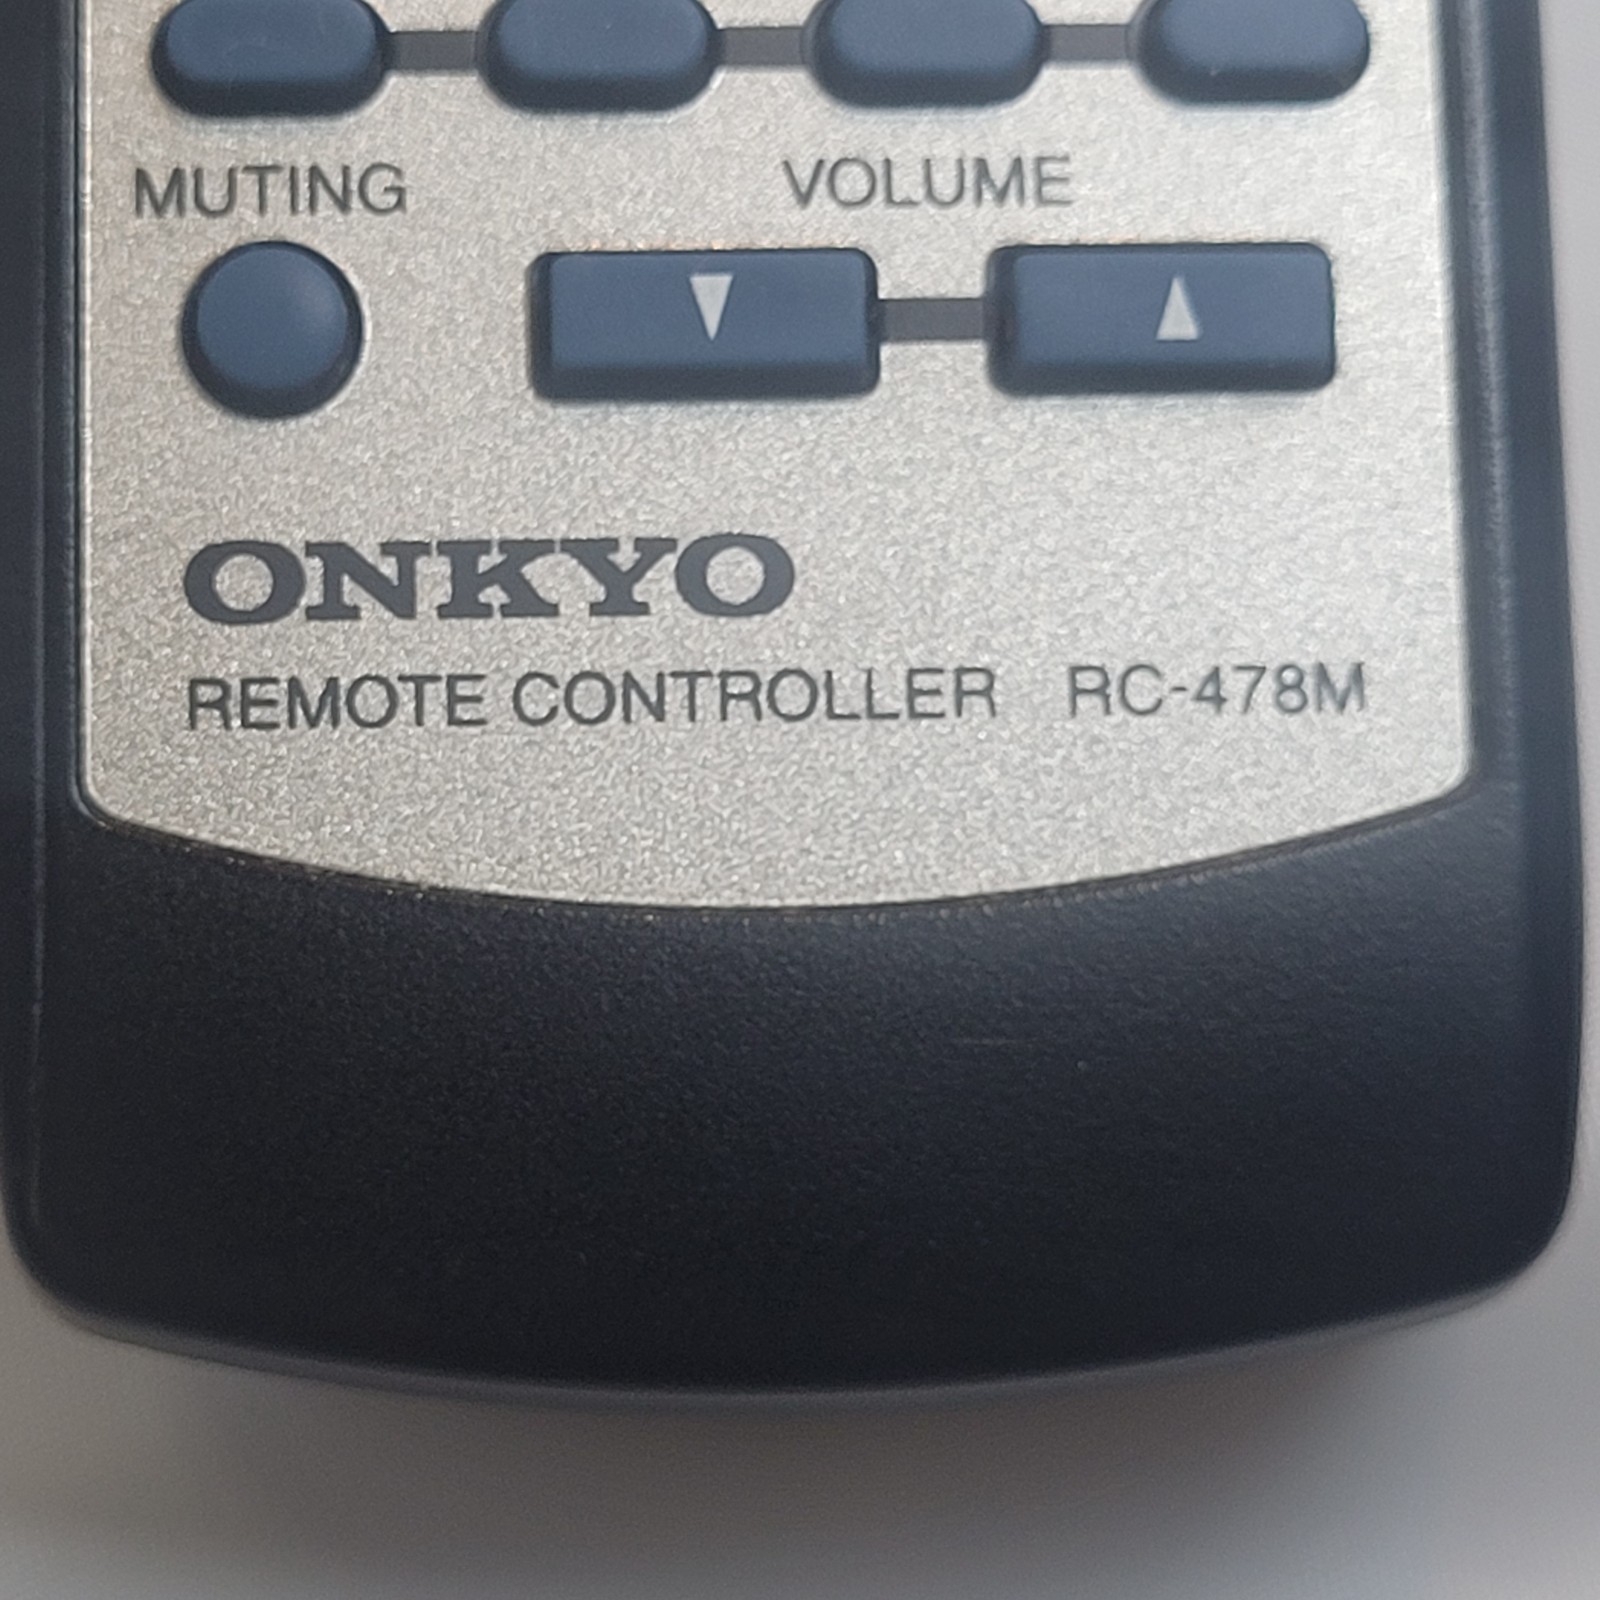 MUTING VOLUME
ONKYO
REMOTE CONTROLLER RC-478M